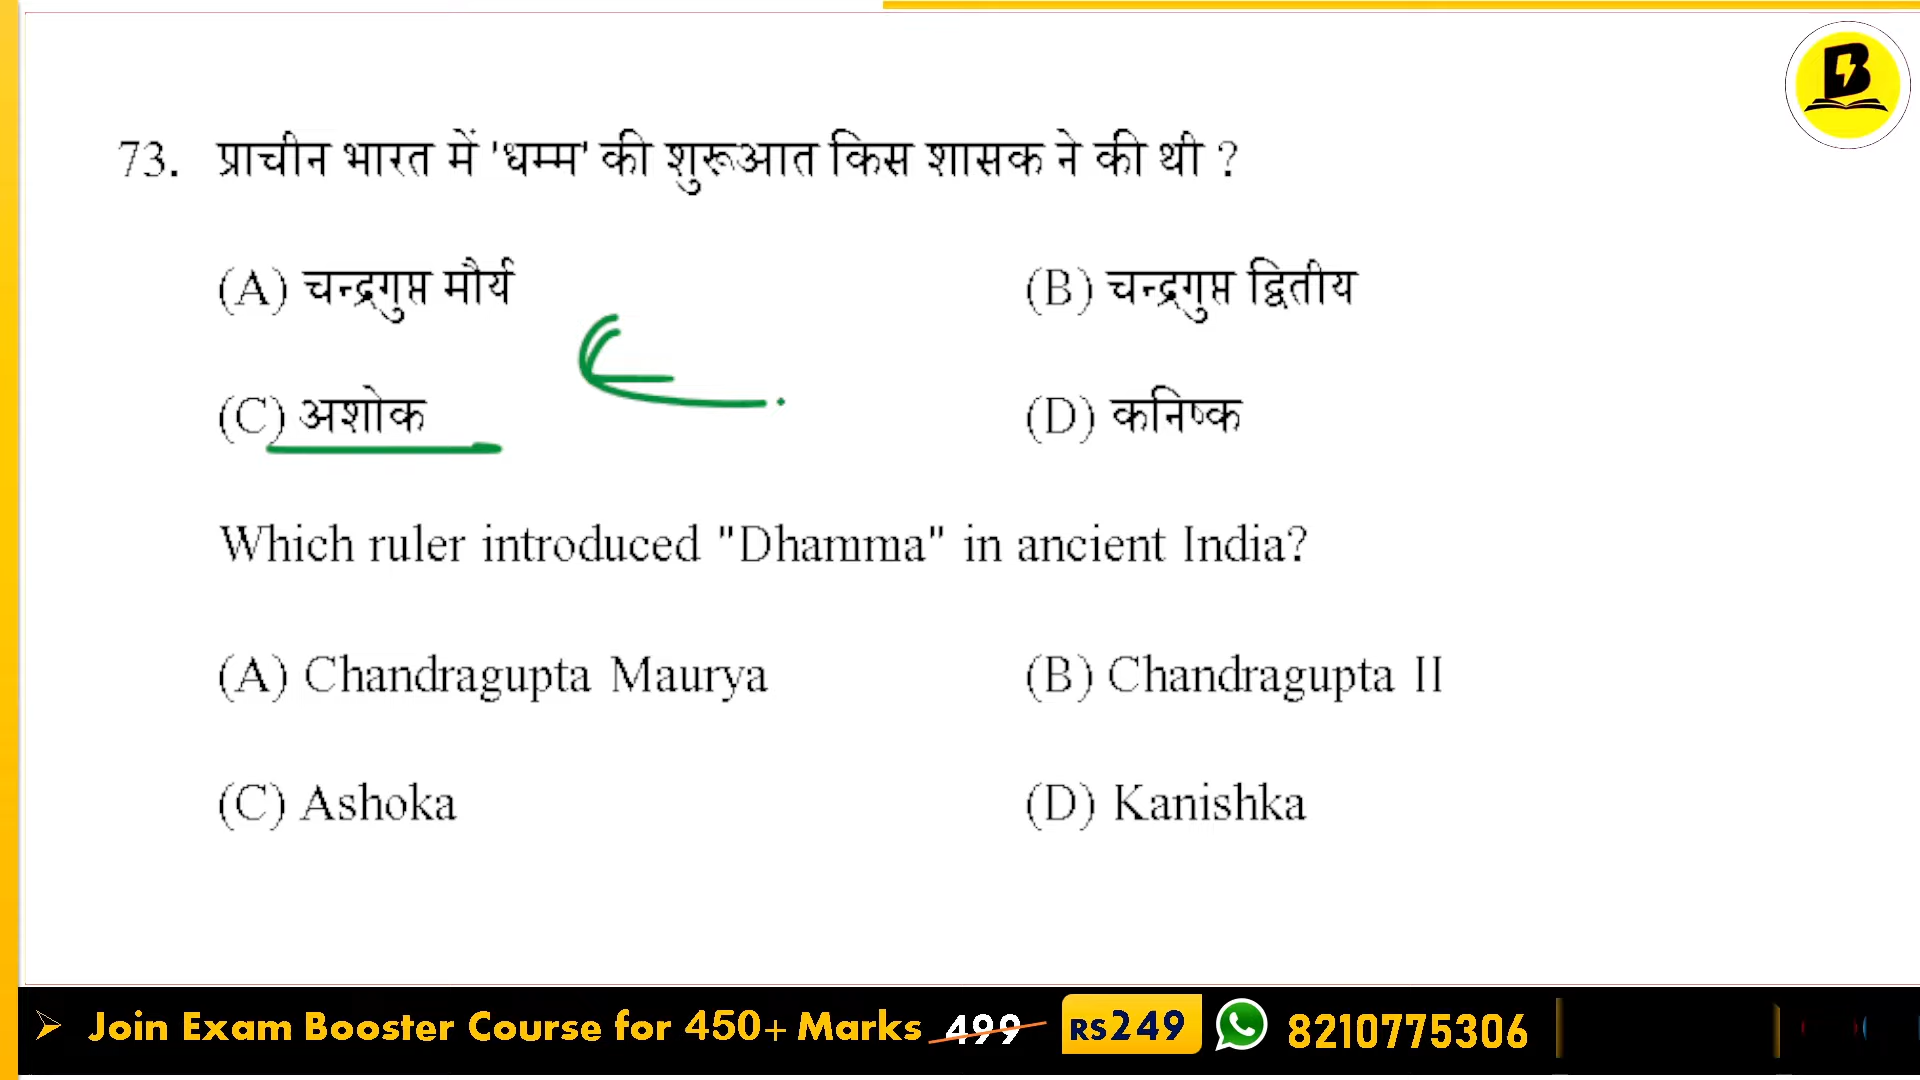 73. प्राचीन भारत में 'धम्म' की शुरूआत किस शासक ने की थी ?
(A) चन्द्रगुप्त मौर्य (B) चन्द्रगुप्त द्वितीय
(C) अशोक (D) कनिष्क
Which ruler introduced "Dhamma" in ancient India?
(A) Chandragupta Maurya (B) Chandragupta II
(C) Ashoka (D) Kanishka
B
➢ Join Exam Booster Course for 450+ Marks 499 RS249 8210775306